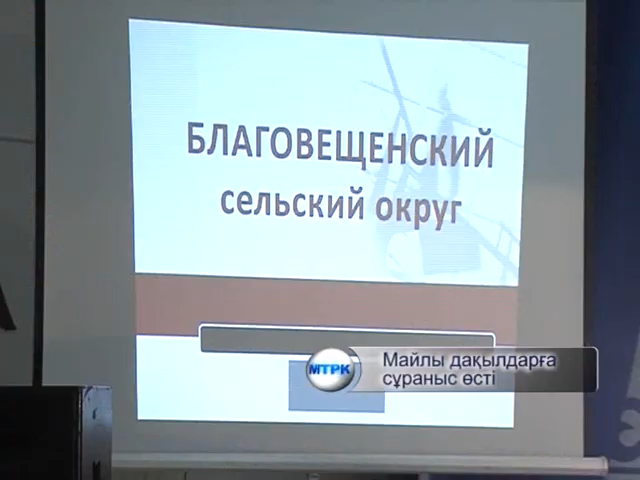 БЛАГОВЕЩЕНСКИЙ
сельский округ
МТРК
Майлы дақылдарға
сұраныс өсті